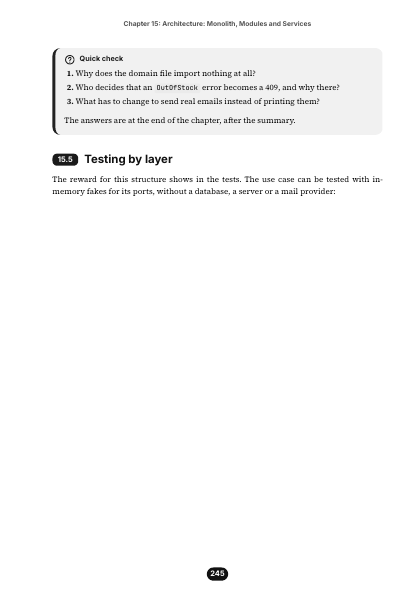 Chapter 15: Architecture: Monolith, Modules and Services
Quick check
1. Why does the domain file import nothing at all?
2. Who decides that an OutOfStock error becomes a 409, and why there?
3. What has to change to send real emails instead of printing them?
The answers are at the end of the chapter, after the summary.
15.5 Testing by layer
The reward for this structure shows in the tests. The use case can be tested with in-
memory fakes for its ports, without a database, a server or a mail provider:
245